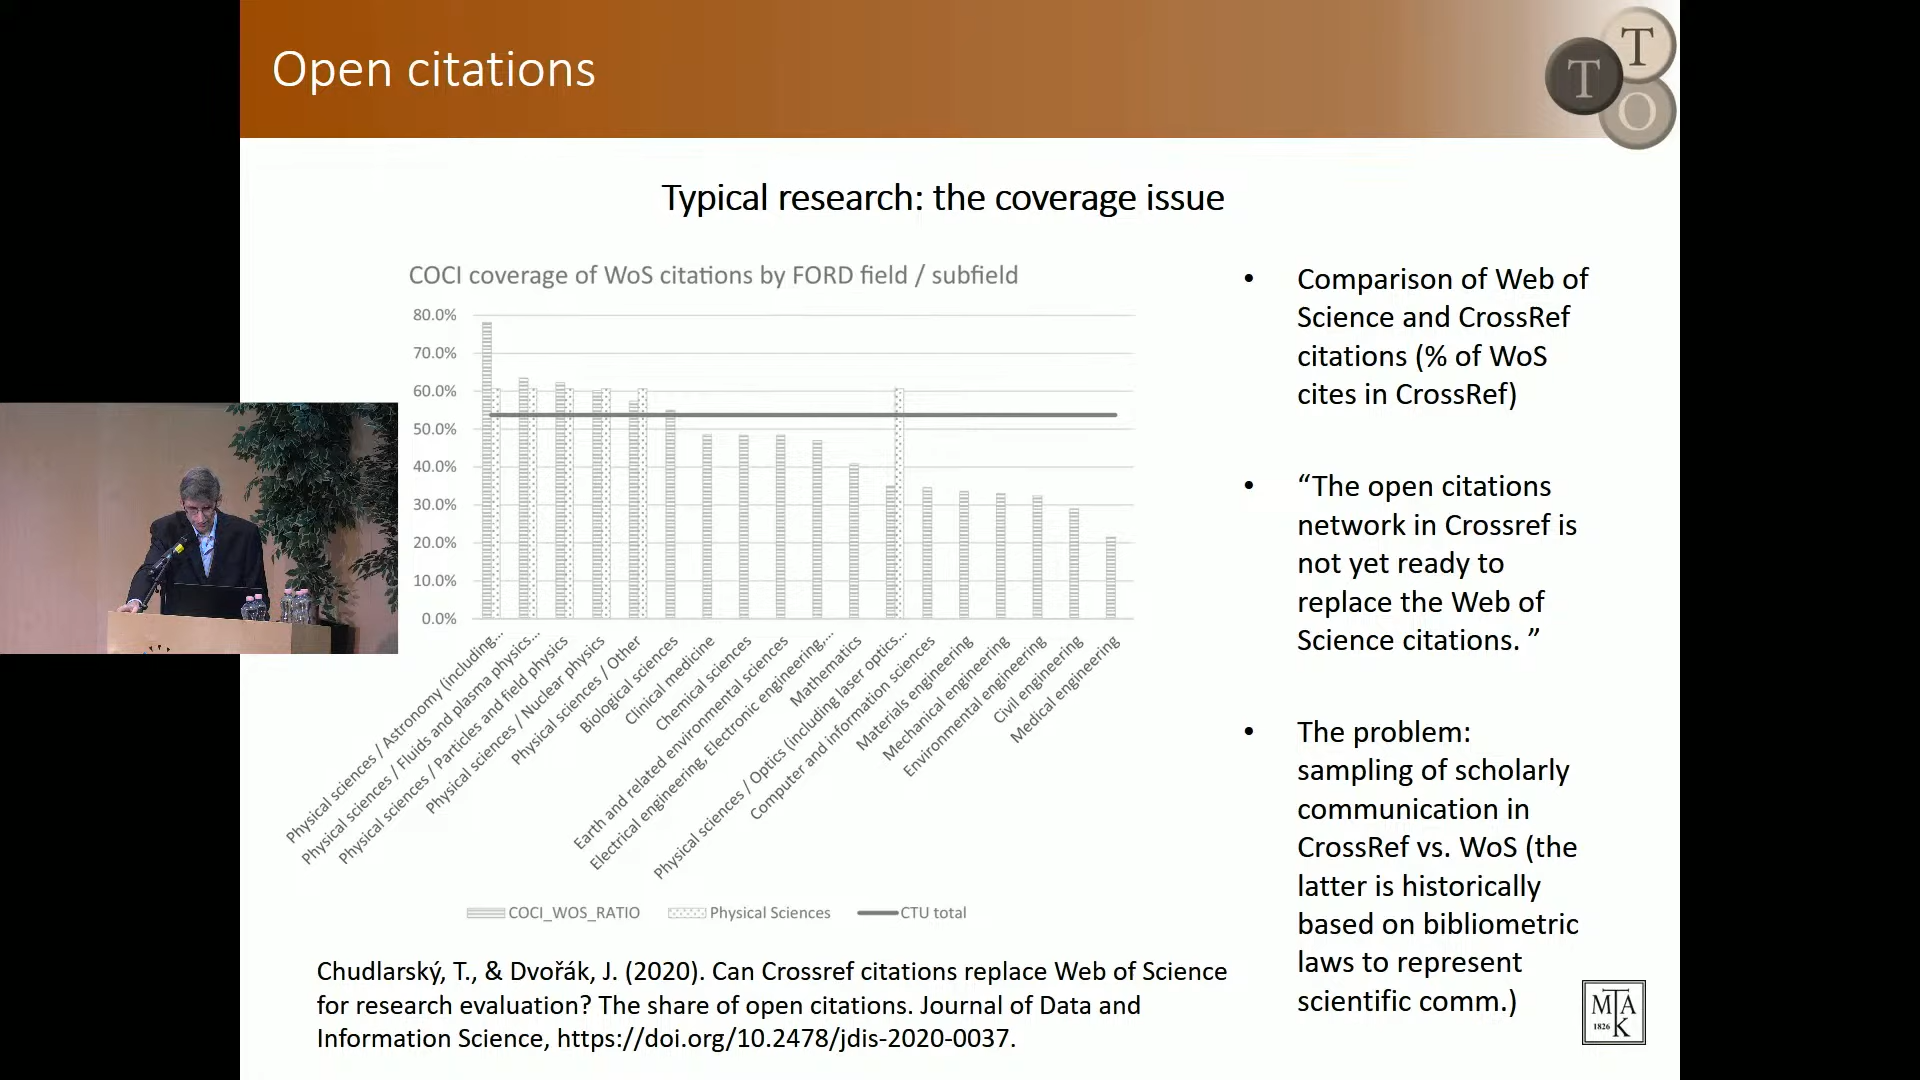 Open citations
T
T
O
Typical research: the coverage issue
COCI coverage of WoS citations by FORD field / subfield
80.0%
70.0%
60.0%
50.0%
40.0%
30.0%
20.0%
10.0%
0.0%
Physical sciences / Astronomy (including...
Physical sciences / Fluids and plasma physics...
Physical sciences / Particles and field physics
Physical sciences / Nuclear physics
Physical sciences / Other
Biological sciences
Clinical medicine
Chemical sciences
Earth and related environmental sciences
Electrical engineering, Electronic engineering,...
Mathematics
Physical sciences / Optics (including laser optics...
Computer and information sciences
Materials engineering
Mechanical engineering
Environmental engineering
Civil engineering
Medical engineering
COCI_WOS_RATIO
Physical Sciences
CTU total
Chudlarský, T., & Dvořák, J. (2020). Can Crossref citations replace Web of Science
for research evaluation? The share of open citations. Journal of Data and
Information Science, https://doi.org/10.2478/jdis-2020-0037.
• Comparison of Web of
Science and CrossRef
citations (% of WoS
cites in CrossRef)
• “The open citations
network in Crossref is
not yet ready to
replace the Web of
Science citations. ”
• The problem:
sampling of scholarly
communication in
CrossRef vs. WoS (the
latter is historically
based on bibliometric
laws to represent
scientific comm.)
MTA
1826 K